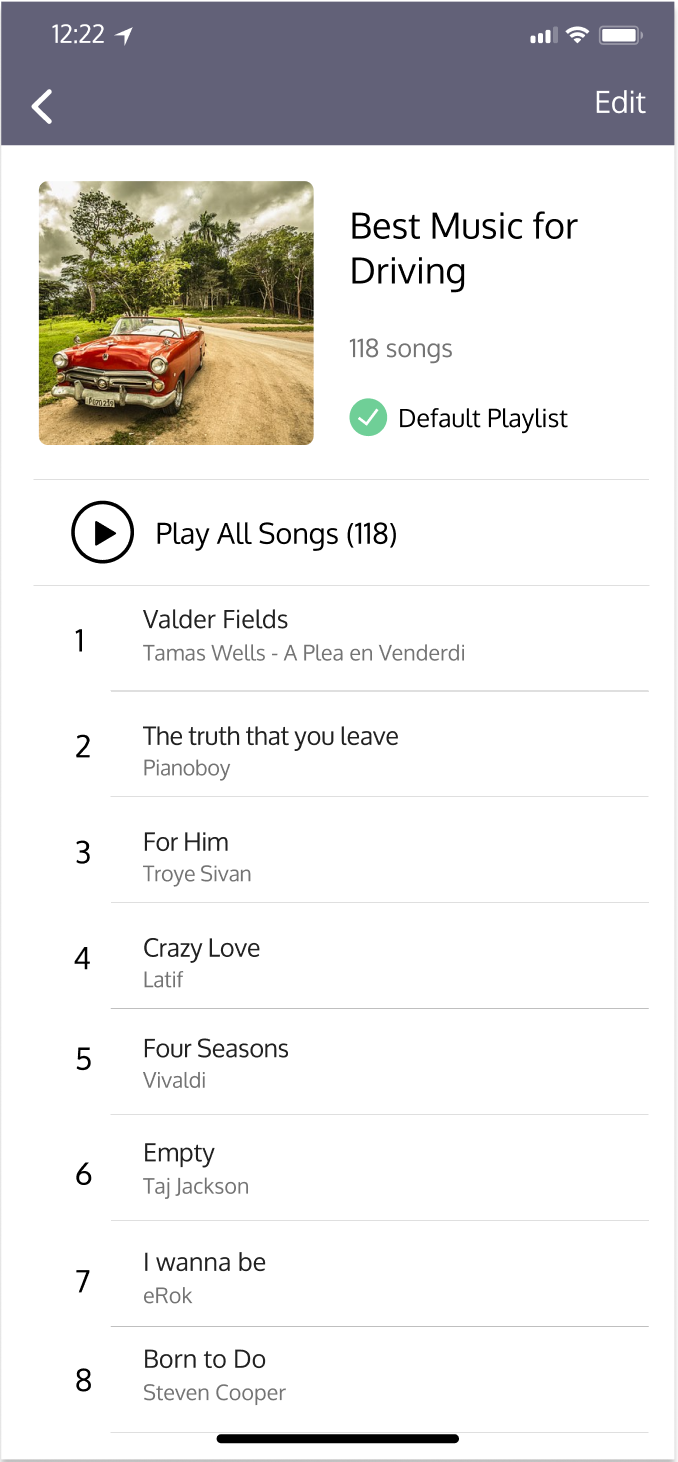 12:22
Edit
Best Music for
Driving
118 songs
Default Playlist
Play All Songs (118)
1
Valder Fields
Tamas Wells - A Plea en Venderdi
2
The truth that you leave
Pianoboy
3
For Him
Troye Sivan
4
Crazy Love
Latif
5
Four Seasons
Vivaldi
6
Empty
Taj Jackson
7
I wanna be
eRok
8
Born to Do
Steven Cooper